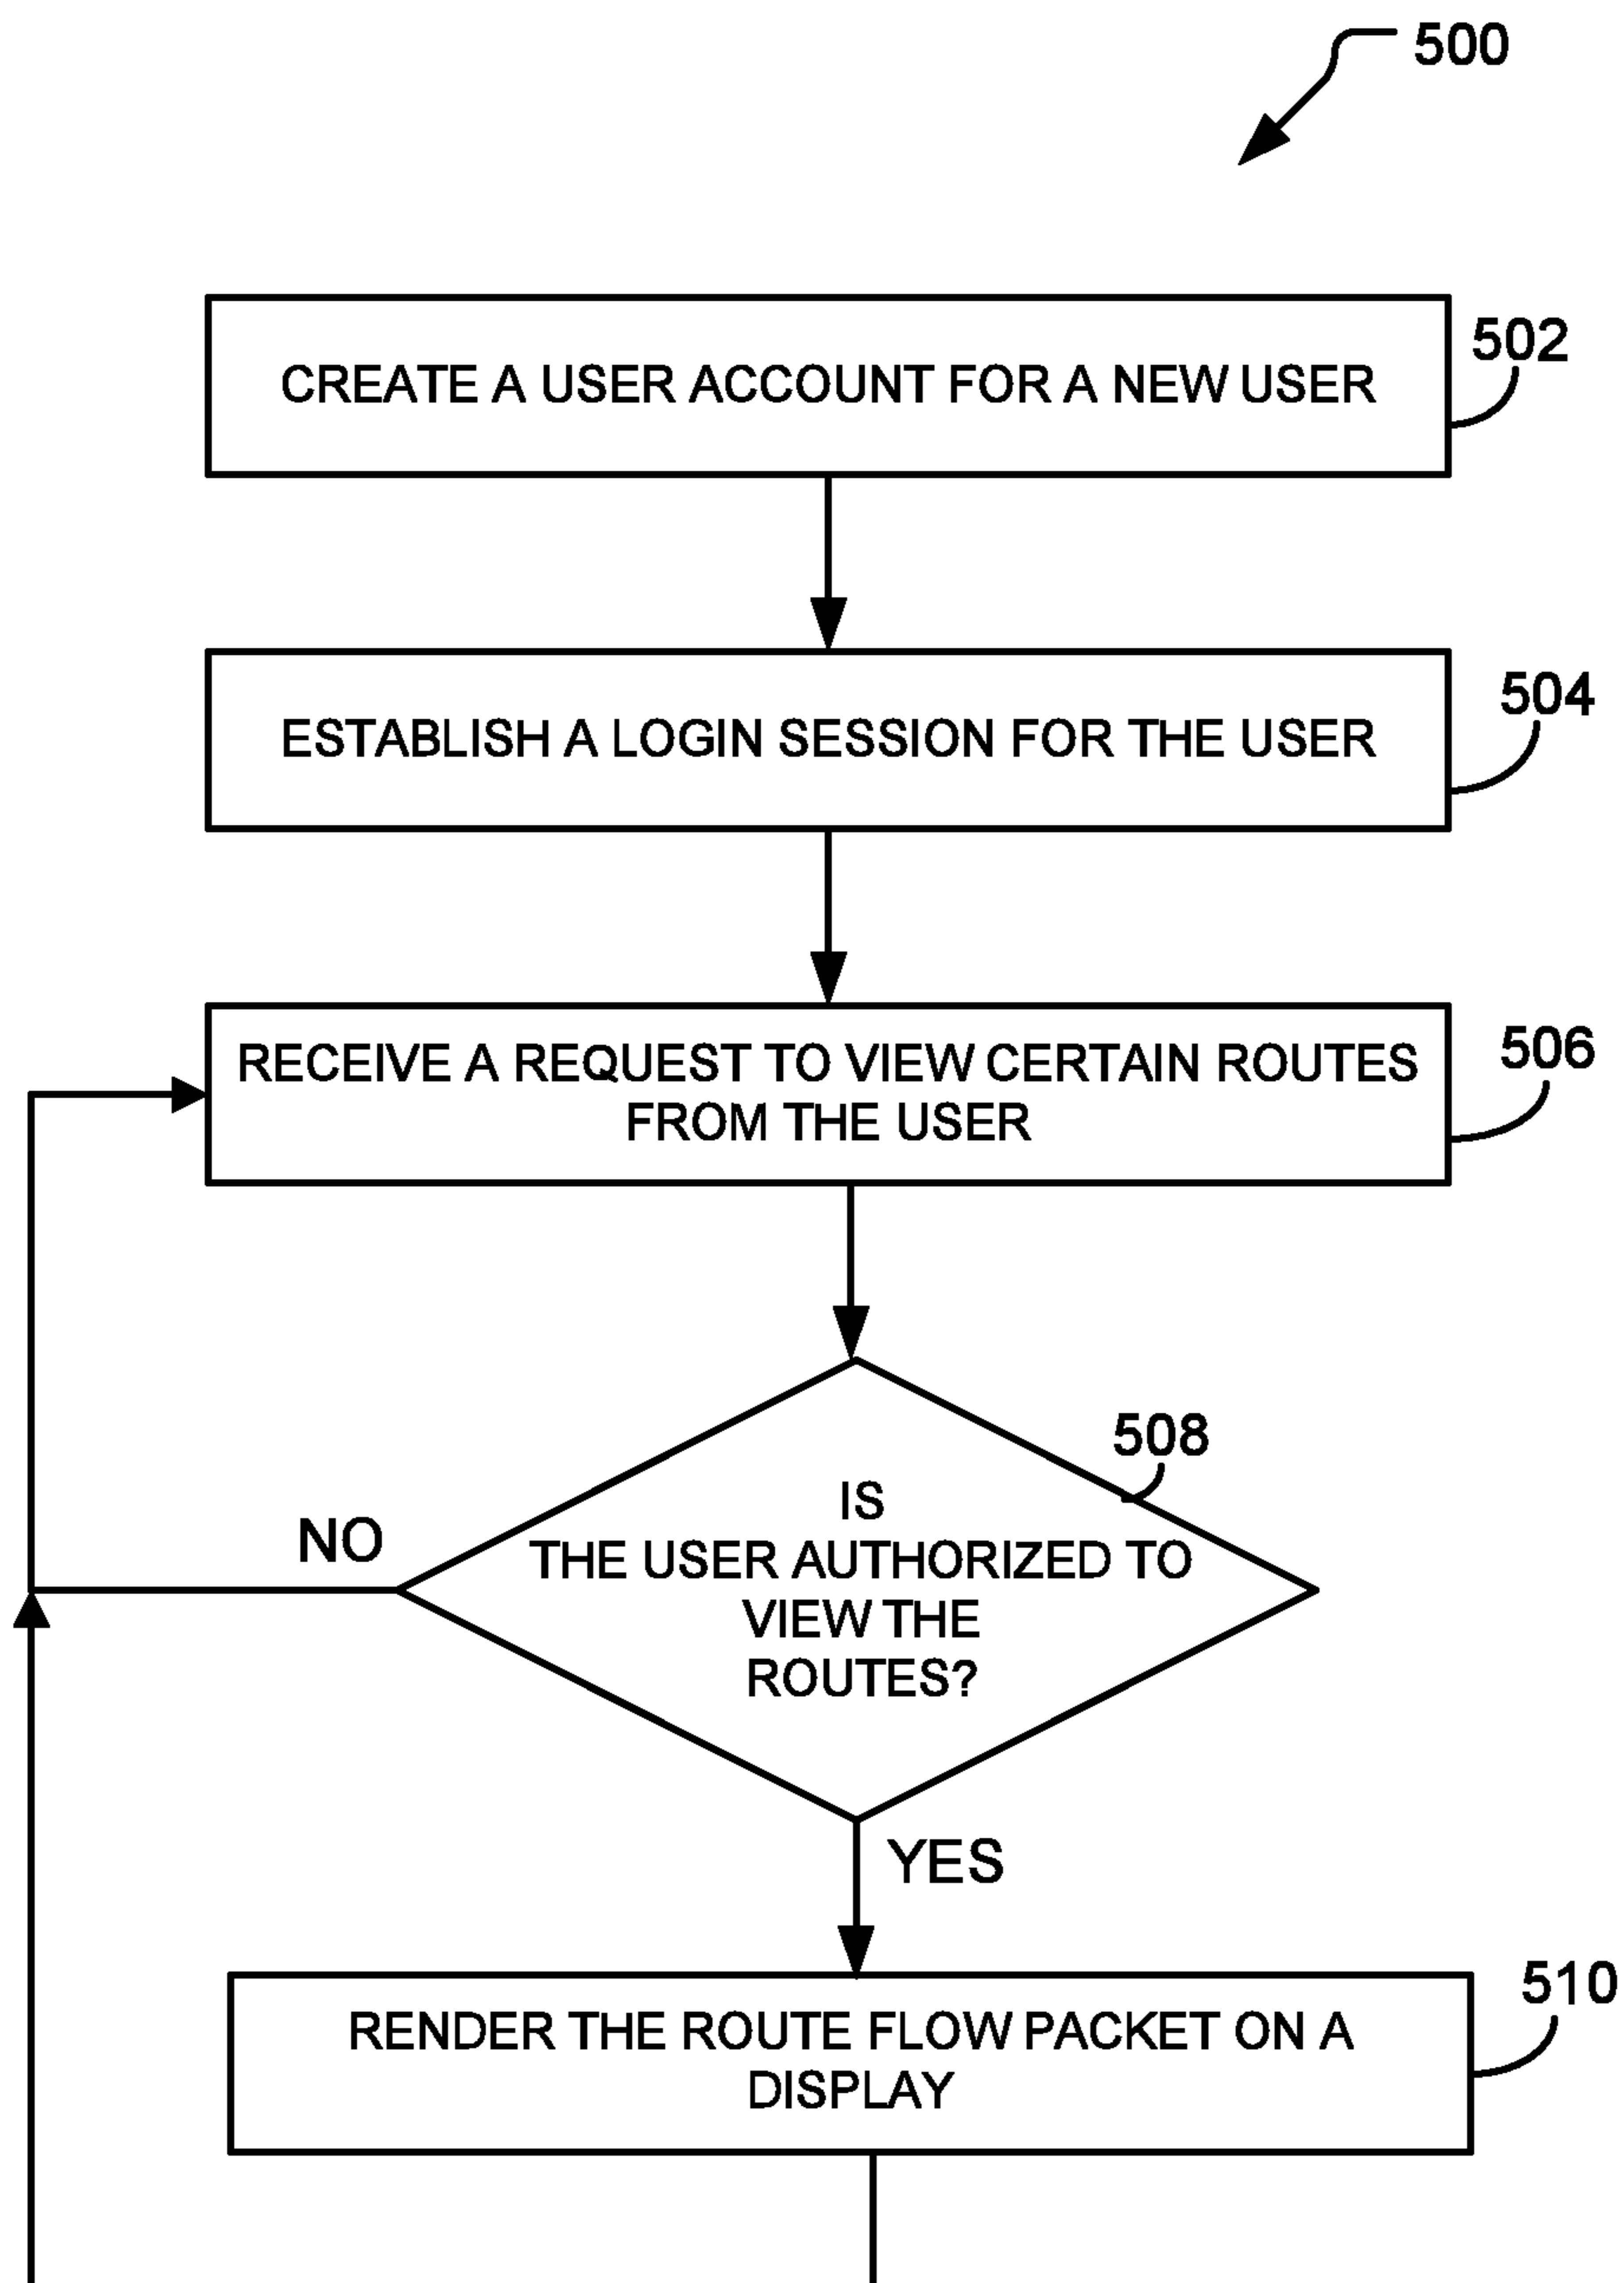 500
CREATE A USER ACCOUNT FOR A NEW USER
502
ESTABLISH A LOGIN SESSION FOR THE USER
504
RECEIVE A REQUEST TO VIEW CERTAIN ROUTES
FROM THE USER
506
508
IS
THE USER AUTHORIZED TO
VIEW THE
ROUTES?
NO
YES
RENDER THE ROUTE FLOW PACKET ON A
DISPLAY
510